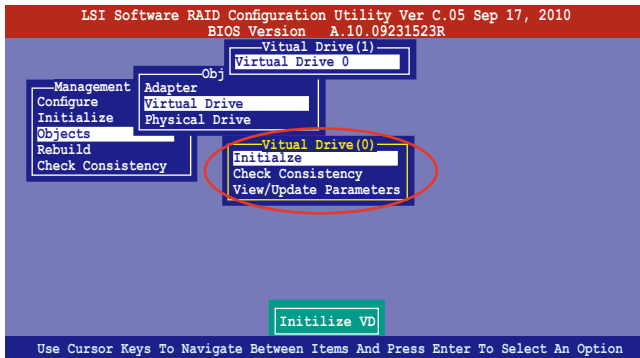 LSI Software RAID Configuration Utility Ver C.05 Sep 17, 2010
BIOS Version A.10.09231523R
Vitual Drive(1)
Virtual Drive 0
Obj
Adapter
Virtual Drive
Physical Drive
Management
Configure
Initialize
Objects
Rebuild
Check Consistency
Vitual Drive(0)
Initialze
Check Consistency
View/Update Parameters
Initilize VD
Use Cursor Keys To Navigate Between Items And Press Enter To Select An Option